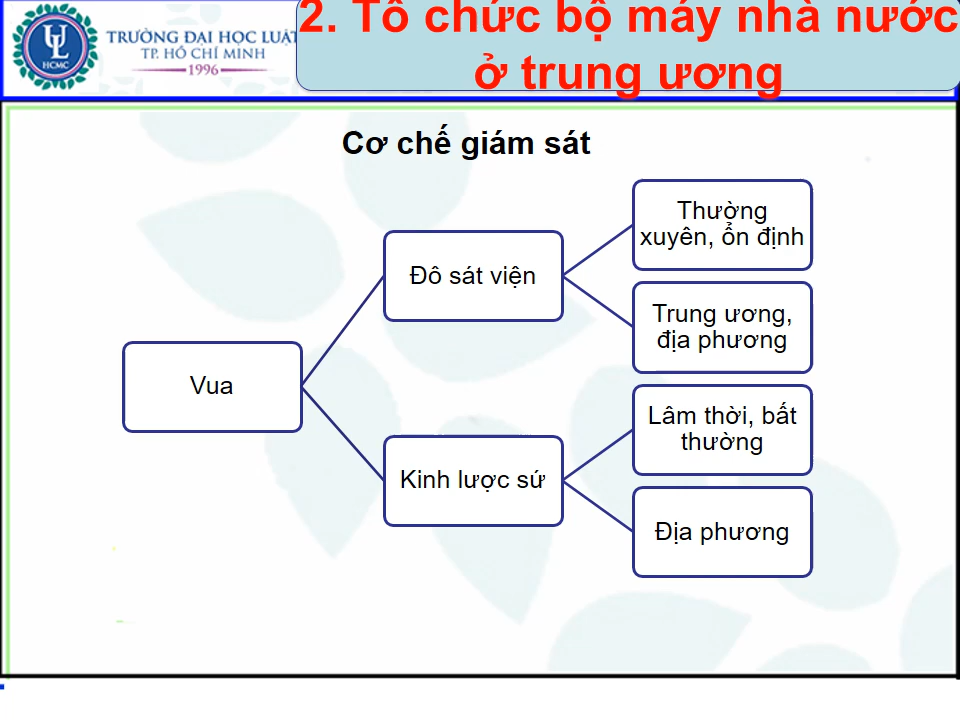 HCMC
TRƯỜNG ĐẠI HỌC LUẬT
TP. HỒ CHÍ MINH
1996
2. Tổ chức bộ máy nhà nước
ở trung ương
Cơ chế giám sát
Vua
Đô sát viện
Thường
xuyên, ổn định
Trung ương,
địa phương
Kinh lược sứ
Lâm thời, bất
thường
Địa phương